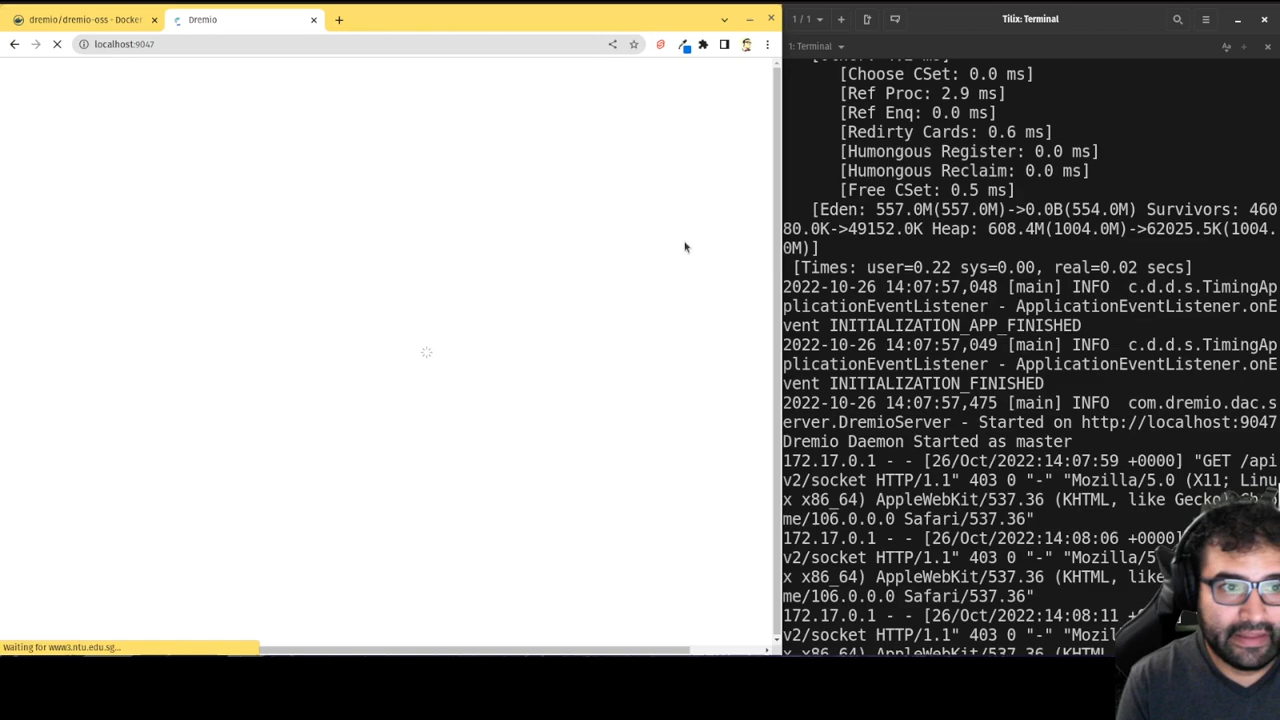 dremio/dremio-oss - Docker
Dremio
localhost:9047
Waiting for www3.ntu.edu.sg...
1 / 1
Tilix: Terminal
1: Terminal
[Choose CSet: 0.0 ms]
[Ref Proc: 2.9 ms]
[Ref Enq: 0.0 ms]
[Redirty Cards: 0.6 ms]
[Humongous Register: 0.0 ms]
[Humongous Reclaim: 0.0 ms]
[Free CSet: 0.5 ms]
[Eden: 557.0M(557.0M)->0.0B(554.0M) Survivors: 460
80.0K->49152.0K Heap: 608.4M(1004.0M)->62025.5K(1004.
0M)]
[Times: user=0.22 sys=0.00, real=0.02 secs]
2022-10-26 14:07:57,048 [main] INFO  c.d.d.s.TimingAp
plicationEventListener - ApplicationEventListener.onE
vent INITIALIZATION_APP_FINISHED
2022-10-26 14:07:57,049 [main] INFO  c.d.d.s.TimingAp
plicationEventListener - ApplicationEventListener.onE
vent INITIALIZATION_FINISHED
2022-10-26 14:07:57,475 [main] INFO  com.dremio.dac.s
erver.DremioServer - Started on http://localhost:9047
Dremio Daemon Started as master
172.17.0.1 - - [26/Oct/2022:14:07:59 +0000] "GET /api
v2/socket HTTP/1.1" 403 0 "-" "Mozilla/5.0 (X11; Linu
x x86_64) AppleWebKit/537.36 (KHTML, like Gecko) Ch
me/106.0.0.0 Safari/537.36"
172.17.0.1 - - [26/Oct/2022:14:08:06 +0000]
v2/socket HTTP/1.1" 403 0 "-" "Mozilla/5
x x86_64) AppleWebKit/537.36 (KHTML, like
me/106.0.0.0 Safari/537.36"
172.17.0.1 - - [26/Oct/2022:14:08:11 +
v2/socket HTTP/1.1" 403 0 "-" "Mozil
x x86_64) AppleWebKit/537.36 (KHTML,